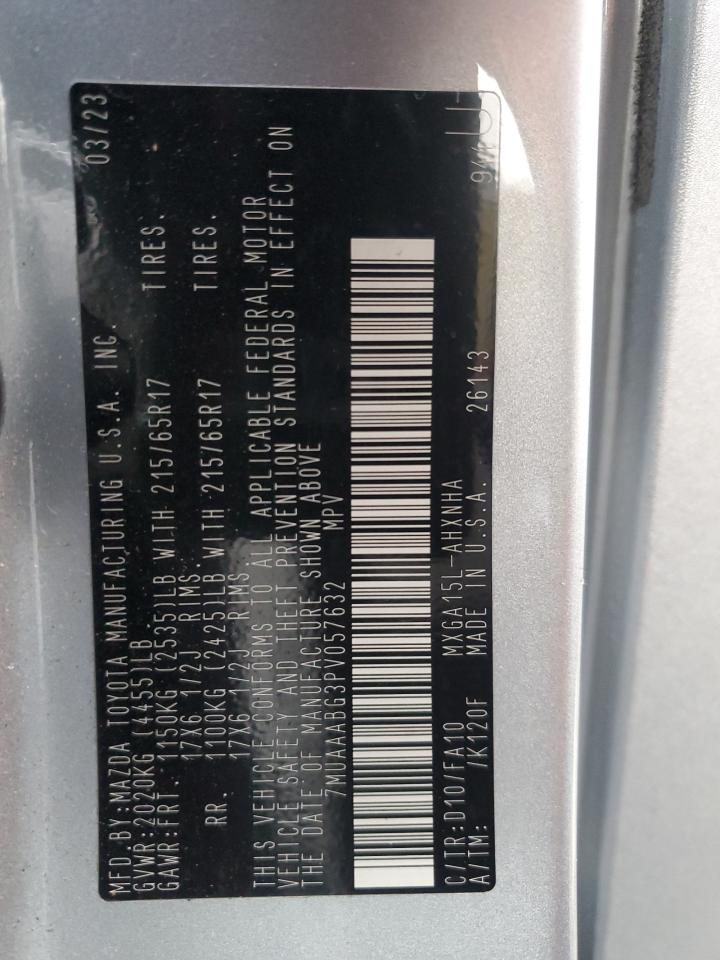 MFD.BY:MAZDA TOYOTA MANUFACTURING U.S.A. INC. 03/23
GVWR:2020KG (4455)LB
GAWR:FRT. 1150KG (2535)LB WITH 215/65R17 TIRES.
17X6 1/2J RIMS.
RR. 1100KG (2425)LB WITH 215/65R17 TIRES.
17X6 1/2J RIMS.
THIS VEHICLE CONFORMS TO ALL APPLICABLE FEDERAL MOTOR
VEHICLE SAFETY AND THEFT PREVENTION STANDARDS IN EFFECT ON
THE DATE OF MANUFACTURE SHOWN ABOVE
7MUAAABG3PV057632 MPV
C/TR:D10/FA10 MXGA15L-AHXNHA 26143
A/TM: /K120F MADE IN U.S.A.